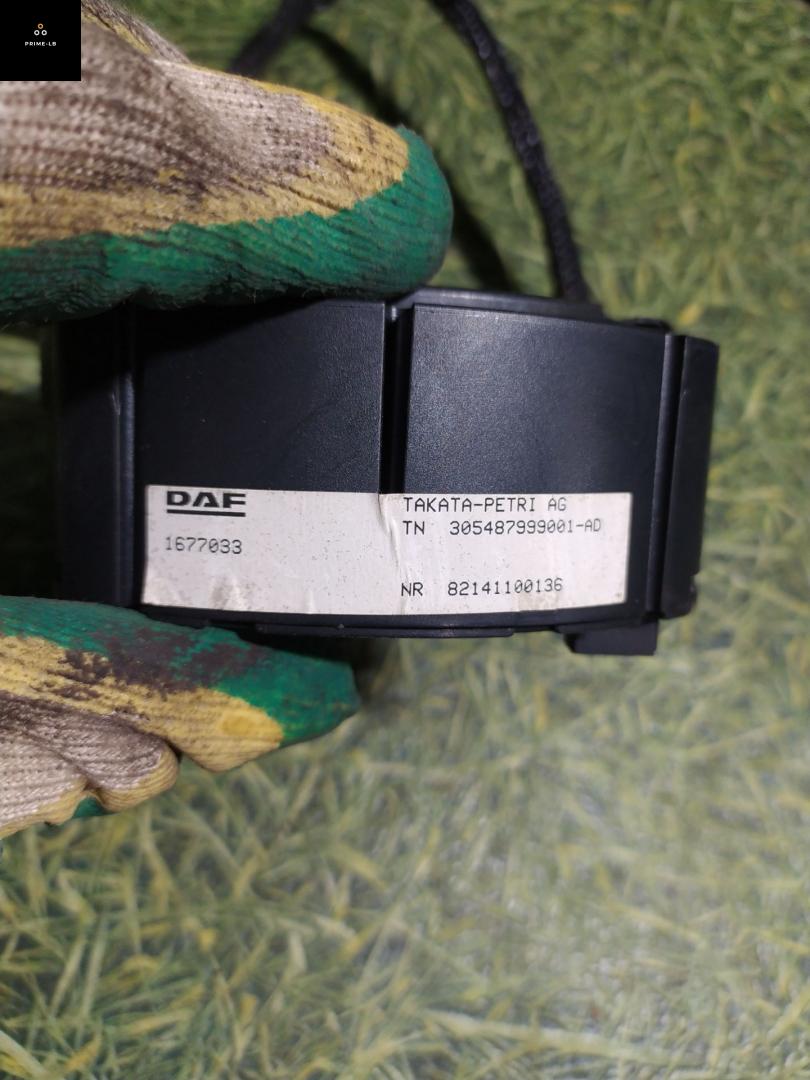 PRIME-LB
DAF
1677033
TAKATA-PETRI AG
TN 305487999001-AD
NR 82141100136